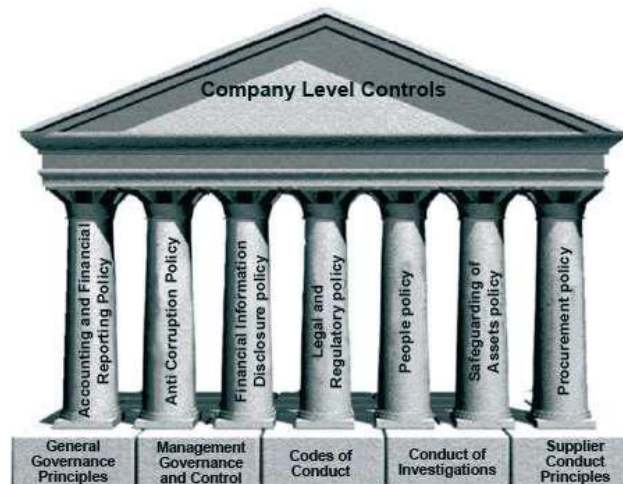 Company Level Controls
Accounting and Financial
Reporting Policy
Anti Corruption Policy
Financial Information
Disclosure policy
Legal and
Regulatory policy
People policy
Safeguarding of
Assets policy
Procurement policy
General
Governance
Principles
Management
Governance
and Control
Codes of
Conduct
Conduct of
Investigations
Supplier
Conduct
Principles